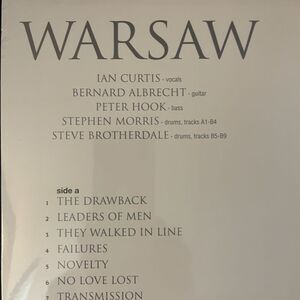 WARSAW
IAN CURTIS - vocals
BERNARD ALBRECHT - guitar
PETER HOOK - bass
STEPHEN MORRIS - drums, tracks A1-B4
STEVE BROTHERDALE - drums, tracks B5-B9
side a
1 THE DRAWBACK
2 LEADERS OF MEN
3 THEY WALKED IN LINE
4 FAILURES
5 NOVELTY
6 NO LOVE LOST
7 TRANSMISSION